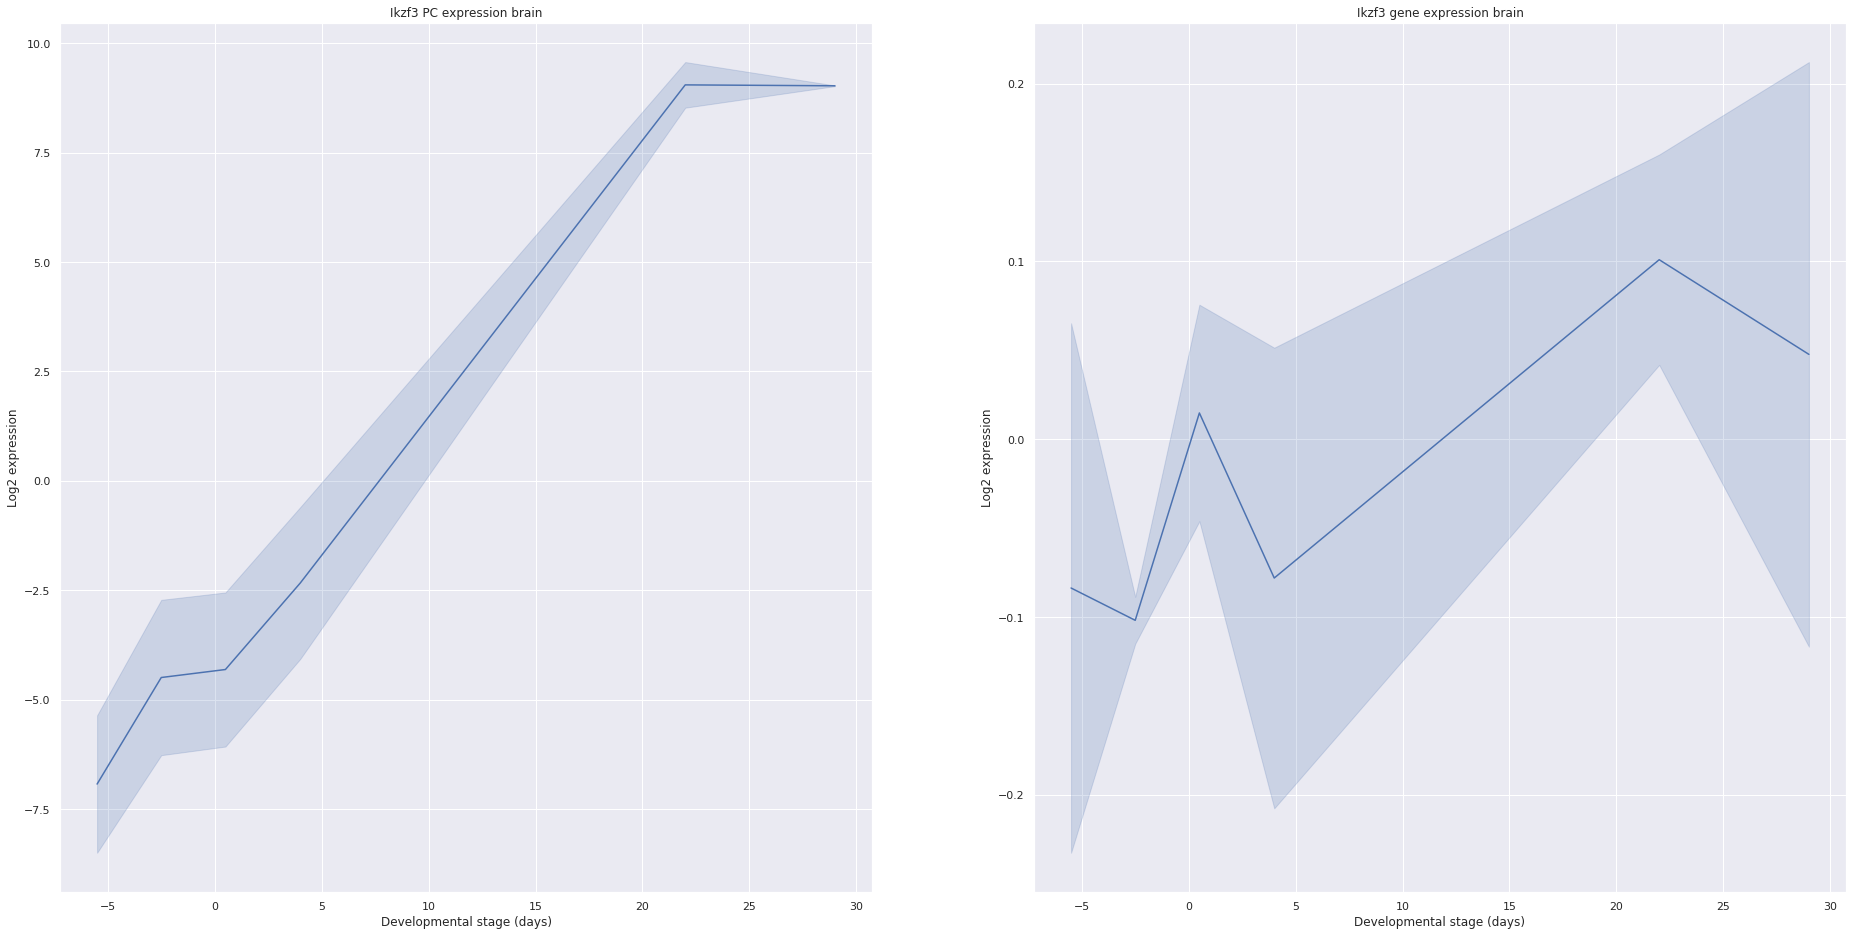 Ikzf3 PC expression brain
10.0
7.5
5.0
2.5
0.0
−2.5
−5.0
−7.5
Log2 expression
−5 0 5 10 15 20 25 30
Developmental stage (days)
Ikzf3 gene expression brain
0.2
0.1
0.0
−0.1
−0.2
Log2 expression
−5 0 5 10 15 20 25 30
Developmental stage (days)